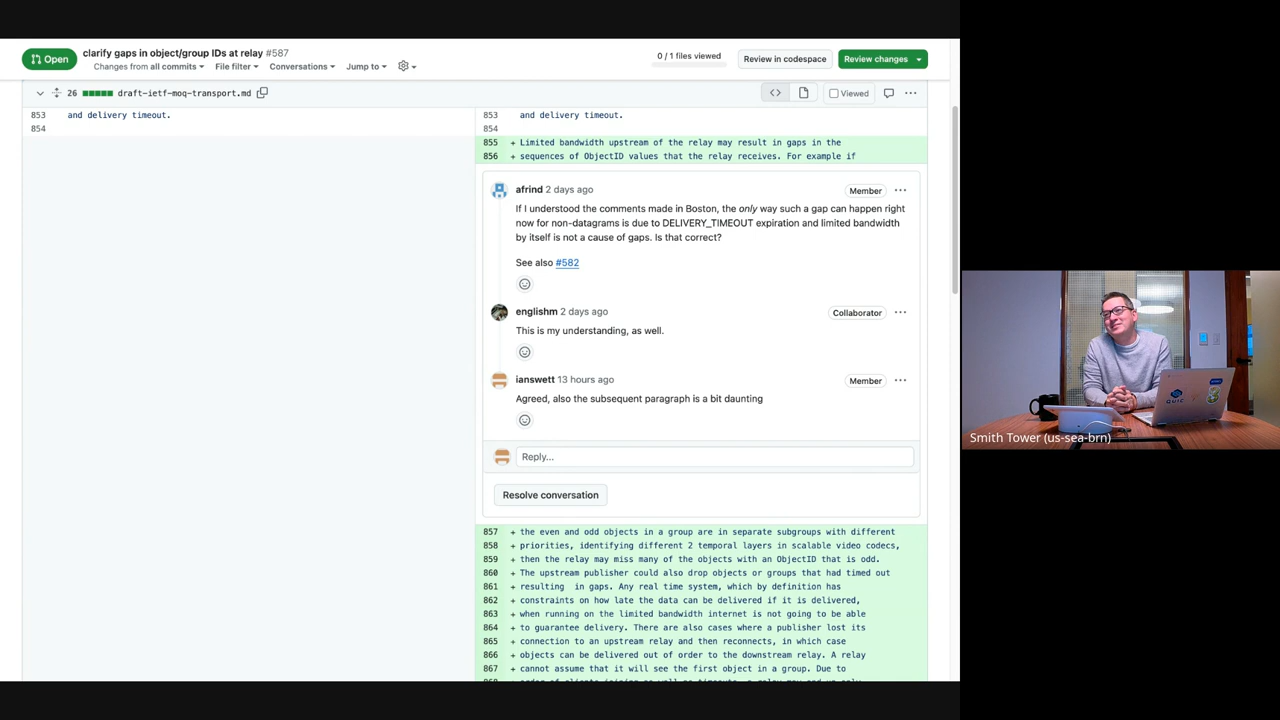 Open
clarify gaps in object/group IDs at relay #587
Changes from all commits
File filter
Conversations
Jump to
0 / 1 files viewed
Review in codespace
Review changes
26
draft-ietf-moq-transport.md
Viewed
853 and delivery timeout.
854
853 and delivery timeout.
854
855 + Limited bandwidth upstream of the relay may result in gaps in the
856 + sequences of ObjectID values that the relay receives. For example if
afrind 2 days ago
Member
If I understood the comments made in Boston, the only way such a gap can happen right
now for non-datagrams is due to DELIVERY_TIMEOUT expiration and limited bandwidth
by itself is not a cause of gaps. Is that correct?
See also #582
englishm 2 days ago
Collaborator
This is my understanding, as well.
ianswett 13 hours ago
Member
Agreed, also the subsequent paragraph is a bit daunting
Reply...
Resolve conversation
857 + the even and odd objects in a group are in separate subgroups with different
858 + priorities, identifying different 2 temporal layers in scalable video codecs,
859 + then the relay may miss many of the objects with an ObjectID that is odd.
860 + The upstream publisher could also drop objects or groups that had timed out
861 + resulting  in gaps. Any real time system, which by definition has
862 + constraints on how late the data can be delivered if it is delivered,
863 + when running on the limited bandwidth internet is not going to be able
864 + to guarantee delivery. There are also cases where a publisher lost its
865 + connection to an upstream relay and then reconnects, in which case
866 + objects can be delivered out of order to the downstream relay. A relay
867 + cannot assume that it will see the first object in a group. Due to
QUIC
Smith Tower (us-sea-brn)